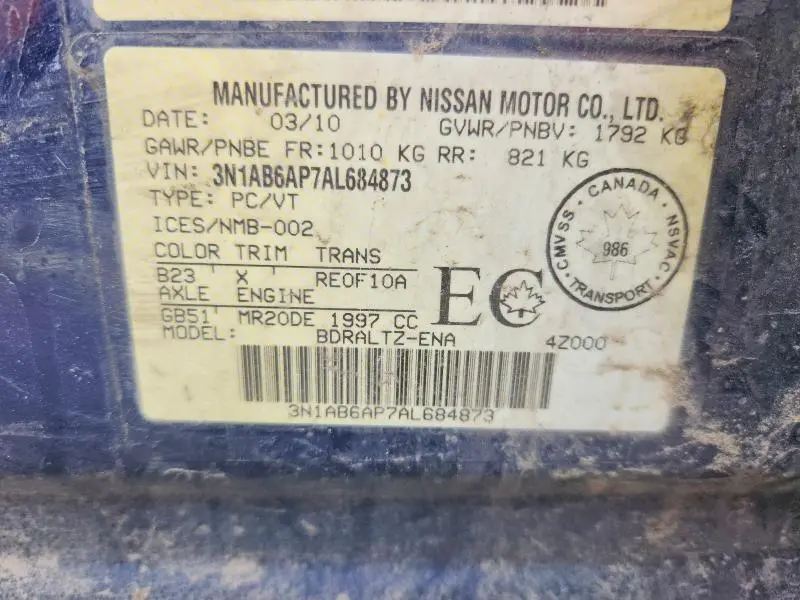 MANUFACTURED BY NISSAN MOTOR CO., LTD.
DATE: 03/10 GVWR/PNBV: 1792 KG
GAWR/PNBE FR:1010 KG RR: 821 KG
VIN: 3N1AB6AP7AL684873
TYPE: PC/VT
ICES/NMB-002
COLOR TRIM TRANS
B23 X RE0F10A
AXLE ENGINE
GB51 MR20DE 1997 CC
MODEL: BDRALTZ-ENA 4Z000
EC
CANADA
CMVSS NSVAC
986
TRANSPORT
3N1AB6AP7AL684873